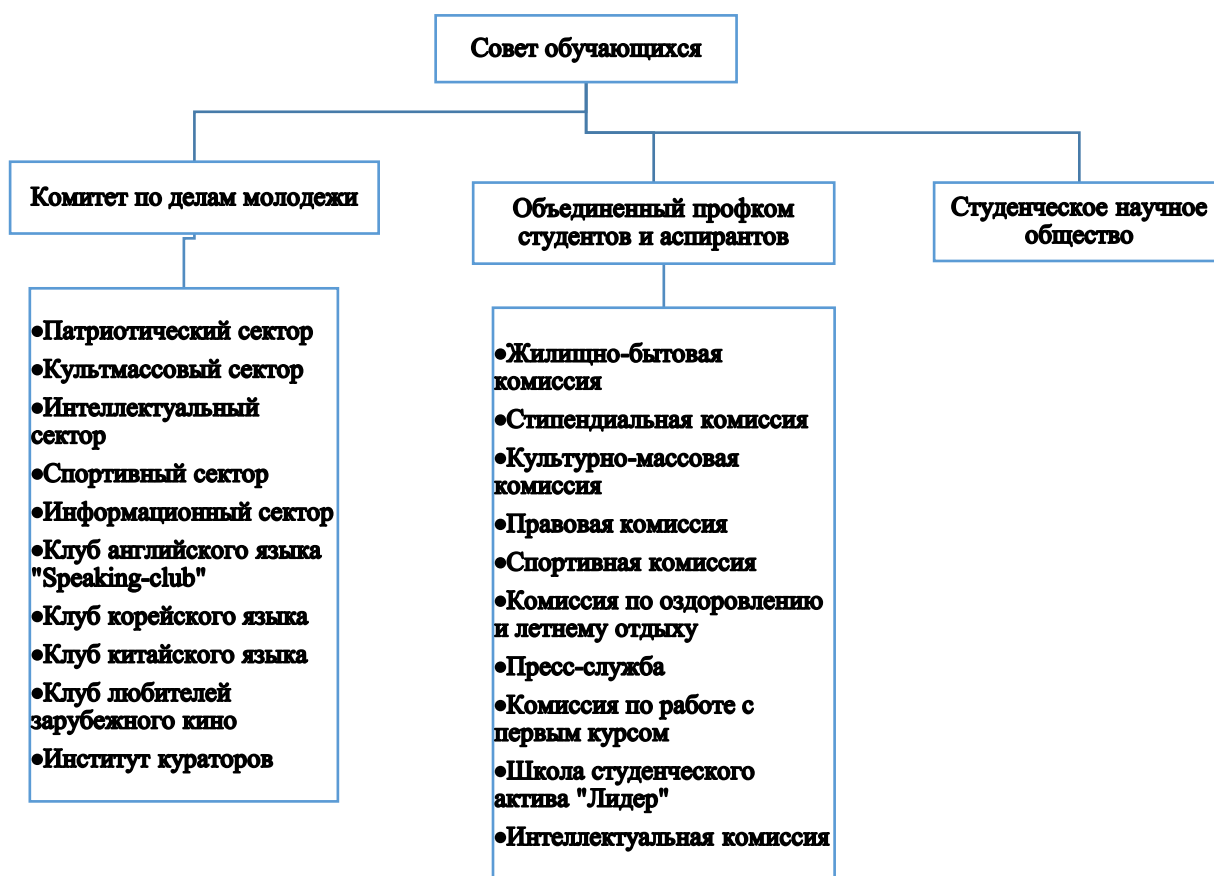 Совет обучающихся
Комитет по делам молодежи
Объединенный профком
студентов и аспирантов
Студенческое научное
общество
•Патриотический сектор
•Культмассовый сектор
•Интеллектуальный
сектор
•Спортивный сектор
•Информационный сектор
•Клуб английского языка
"Speaking-club"
•Клуб корейского языка
•Клуб китайского языка
•Клуб любителей
зарубежного кино
•Институт кураторов
•Жилищно-бытовая
комиссия
•Стипендиальная комиссия
•Культурно-массовая
комиссия
•Правовая комиссия
•Спортивная комиссия
•Комиссия по оздоровлению
и летнему отдыху
•Пресс-служба
•Комиссия по работе с
первым курсом
•Школа студенческого
актива "Лидер"
•Интеллектуальная комиссия